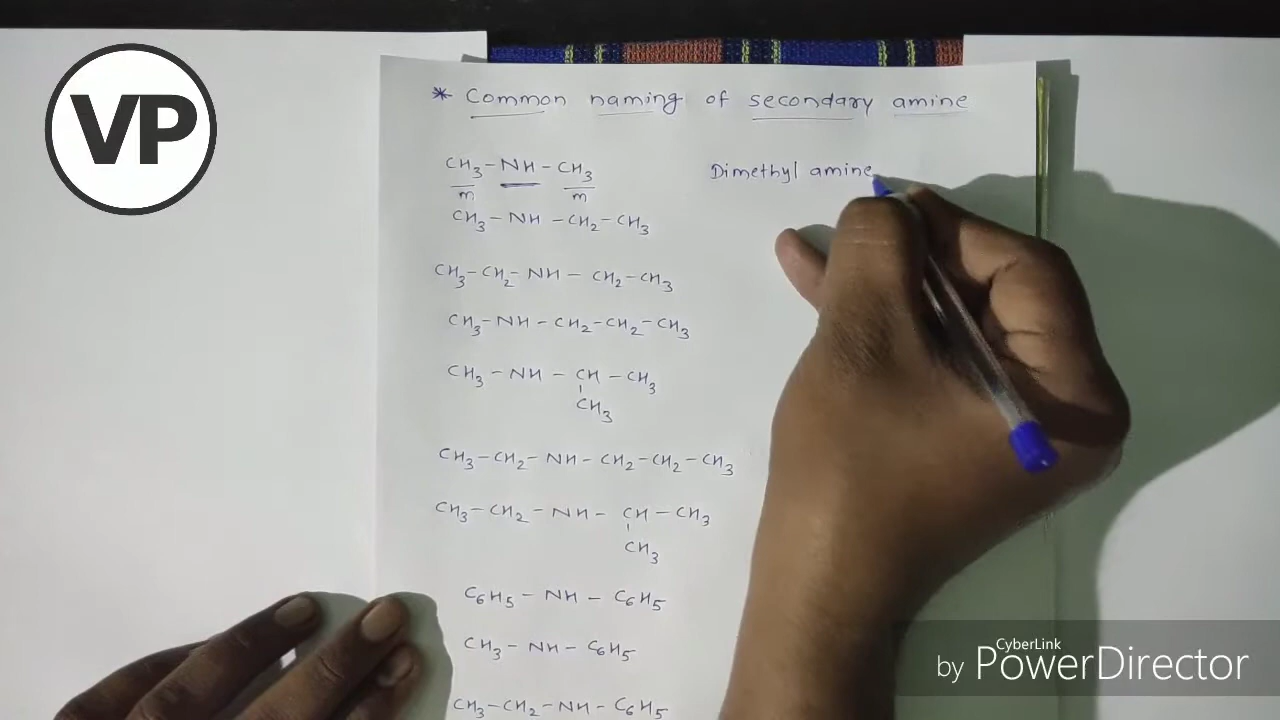 VP
* Common naming of secondary amine
CH₃-NH-CH₃ Dimethyl amine
m m
CH₃-NH-CH₂-CH₃
CH₃-CH₂-NH-CH₂-CH₃
CH₃-NH-CH₂-CH₂-CH₃
CH₃-NH-CH-CH₃
CH₃
CH₃-CH₂-NH-CH₂-CH₂-CH₃
CH₃-CH₂-NH-CH-CH₃
CH₃
C₆H₅-NH-C₆H₅
CH₃-NH-C₆H₅
CH₃-CH₂-NH-C₆H₅
CyberLink
by PowerDirector